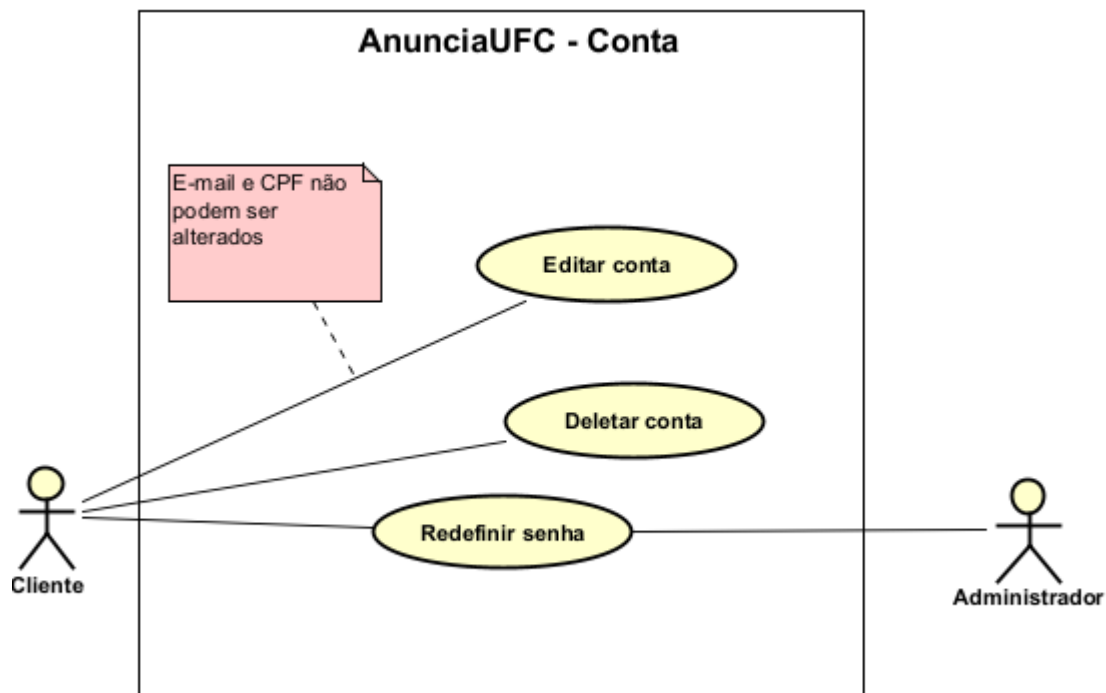 AnunciaUFC - Conta
E-mail e CPF não
podem ser
alterados
Editar conta
Deletar conta
Redefinir senha
Cliente
Administrador